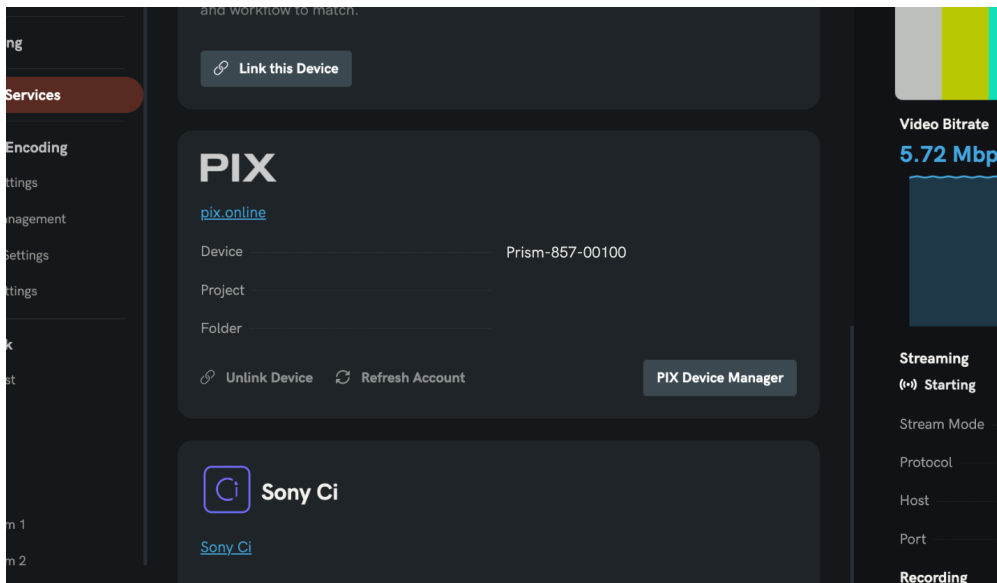 and workflow to match.
Link this Device
PIX
pix.online
Device Prism-857-00100
Project
Folder
Unlink Device Refresh Account PIX Device Manager
Ci Sony Ci
Sony Ci
ng
Services
Encoding
ttings
nagement
Settings
ttings
k
st
m 1
m 2
Video Bitrate
5.72 Mbp
Streaming
Starting
Stream Mode
Protocol
Host
Port
Recording